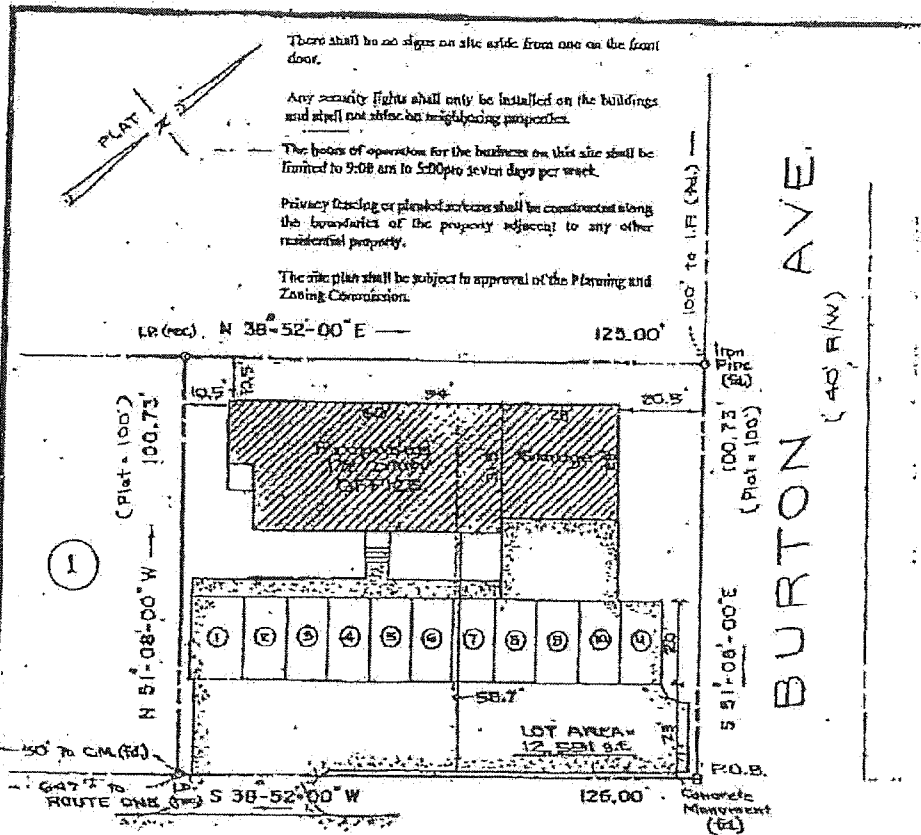 There shall be no signs on site aside from one on the front
door.
Any security lights shall only be installed on the buildings
and shall not shine on neighboring properties.
The hours of operation for the business on this site shall be
limited to 9:00 am to 5:00pm seven days per week.
Privacy fencing or planted screens shall be constructed along
the boundaries of the property adjacent to any other
residential property.
The site plan shall be subject to approval of the Planning and
Zoning Commission.
PLAT
N
100' to I.P. (fd.)
BURTON AVE.
(40' R/W)
I.P. (rec.) N 38°-52'-00" E
125.00'
Iron
Pipe
(fd.)
10.5'
12.5'
94'
20.5'
N 51°-08'-00" W
(Plat = 100')
100.73'
100.73'
(Plat = 100')
S 51°-08'-00" E
Proposed
OFFICE
1
1 2 3 4 5 6 7 8 9 10 11
20'
58.7'
LOT AREA =
12,591 S.F.
50' to C.M. (fd.)
ROUTE ONE
S 38°-52'-00" W
P.O.B.
Concrete
Monument
(fd.)